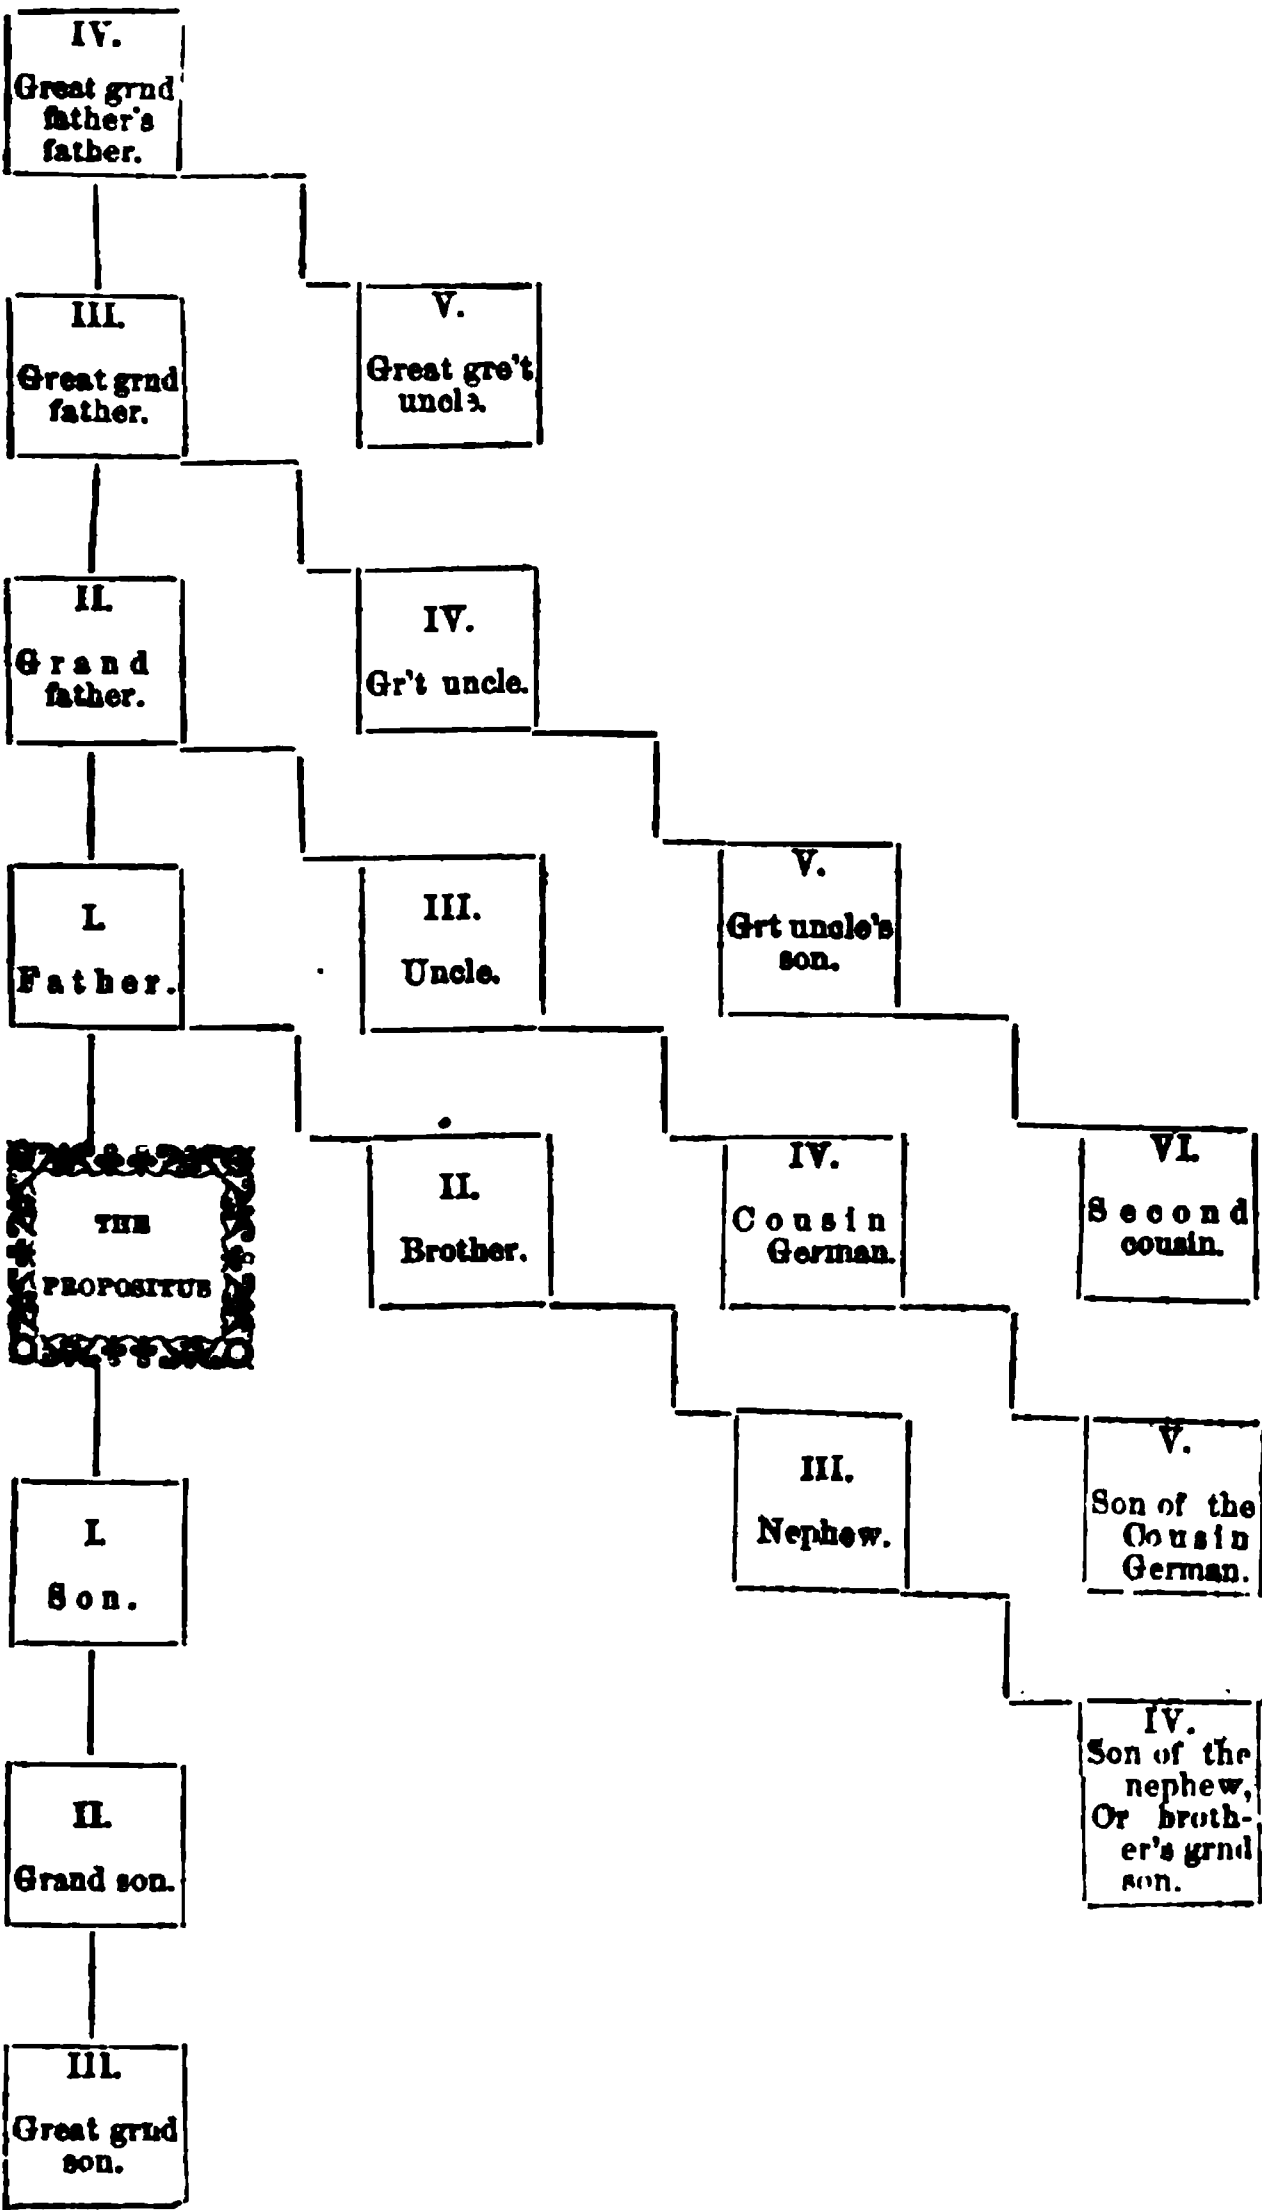 IV.
Great grnd
father's
father.
III.
Great grnd
father.
V.
Great gre't
uncle.
II.
Grand
father.
IV.
Gr't uncle.
I.
Father.
III.
Uncle.
V.
Grt uncle's
son.
THE
PROPOSITUS
II.
Brother.
IV.
Cousin
German.
VI.
Second
cousin.
I.
Son.
III.
Nephew.
V.
Son of the
Cousin
German.
II.
Grand son.
IV.
Son of the
nephew,
Or broth-
er's grnd
son.
III.
Great grnd
son.